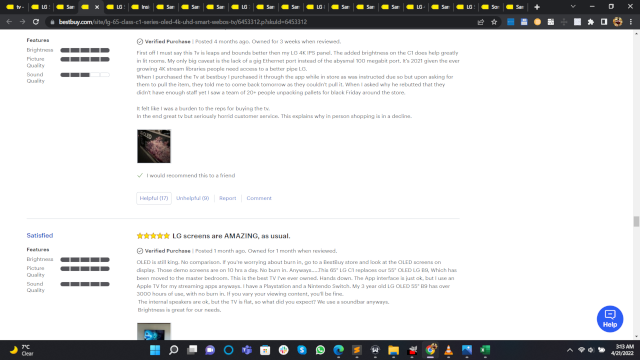 tv -
LG
San
bestbuy.com/site/lg-65-class-c1-series-oled-4k-uhd-smart-webos-tv/6453312.p?skuId=6453312
Features
Brightness
Picture Quality
Sound Quality
Verified Purchase | Posted 4 months ago. Owned for 3 weeks when reviewed.
First off I must say this Tv is leaps and bounds better then my LG 4K IPS panel. The added brightness on the C1 does help greatly
in lit rooms. My only big caveat is the lack of a gig Ethernet port instead of the abysmal 100 megabit port. It's 2021 given the ever
growing 4K stream libraries people need access to a better pipe LG.
When I purchased the Tv at bestbuy I purchased it through the app while in store as was instructed due so but upon asking for
them to pull the item, they told me to come back tomorrow as they couldn't pull it. When I asked why he rebutted that they
didn't have enough staff yet I saw a team of 20+ people unpacking pallets for black Friday around the store.
It felt like I was a burden to the reps for buying the tv.
In the end great tv but seriously horrid customer service. This explains why in person shopping is in a decline.
I would recommend this to a friend
Helpful (17)
Unhelpful (9)
Report
Comment
Satisfied
LG screens are AMAZING, as usual.
Features
Brightness
Picture Quality
Sound Quality
Verified Purchase | Posted 1 month ago. Owned for 1 month when reviewed.
OLED is still king. No comparison. If you're worrying about burn in, go to a BestBuy store and look at the OLED screens on
display. Those demo screens are on 10 hrs a day. No burn in. Anyways.....This 65" LG C1 replaces our 55" OLED LG B9, Which has
been moved to the master bedroom. This is the best TV I've ever owned. Hands down. The App interface is just ok, but I use an
Apple TV for my streaming apps anyways. I have a Playstation and a Nintendo Switch. My 3 year old LG OLED 55" B9 has over
3000 hours of use, with no burn in. If you vary your viewing content, you'll be fine.
The internal speakers are ok, but the TV is flat, so what did you expect? We use a soundbar anyways.
Brightness is great for our needs.
Help
7°C
Clear
3:13 AM
4/21/2022